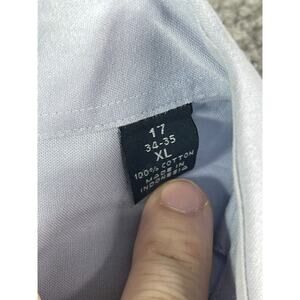 17
34-35
XL
100% COTTON
MADE IN
INDONESIA